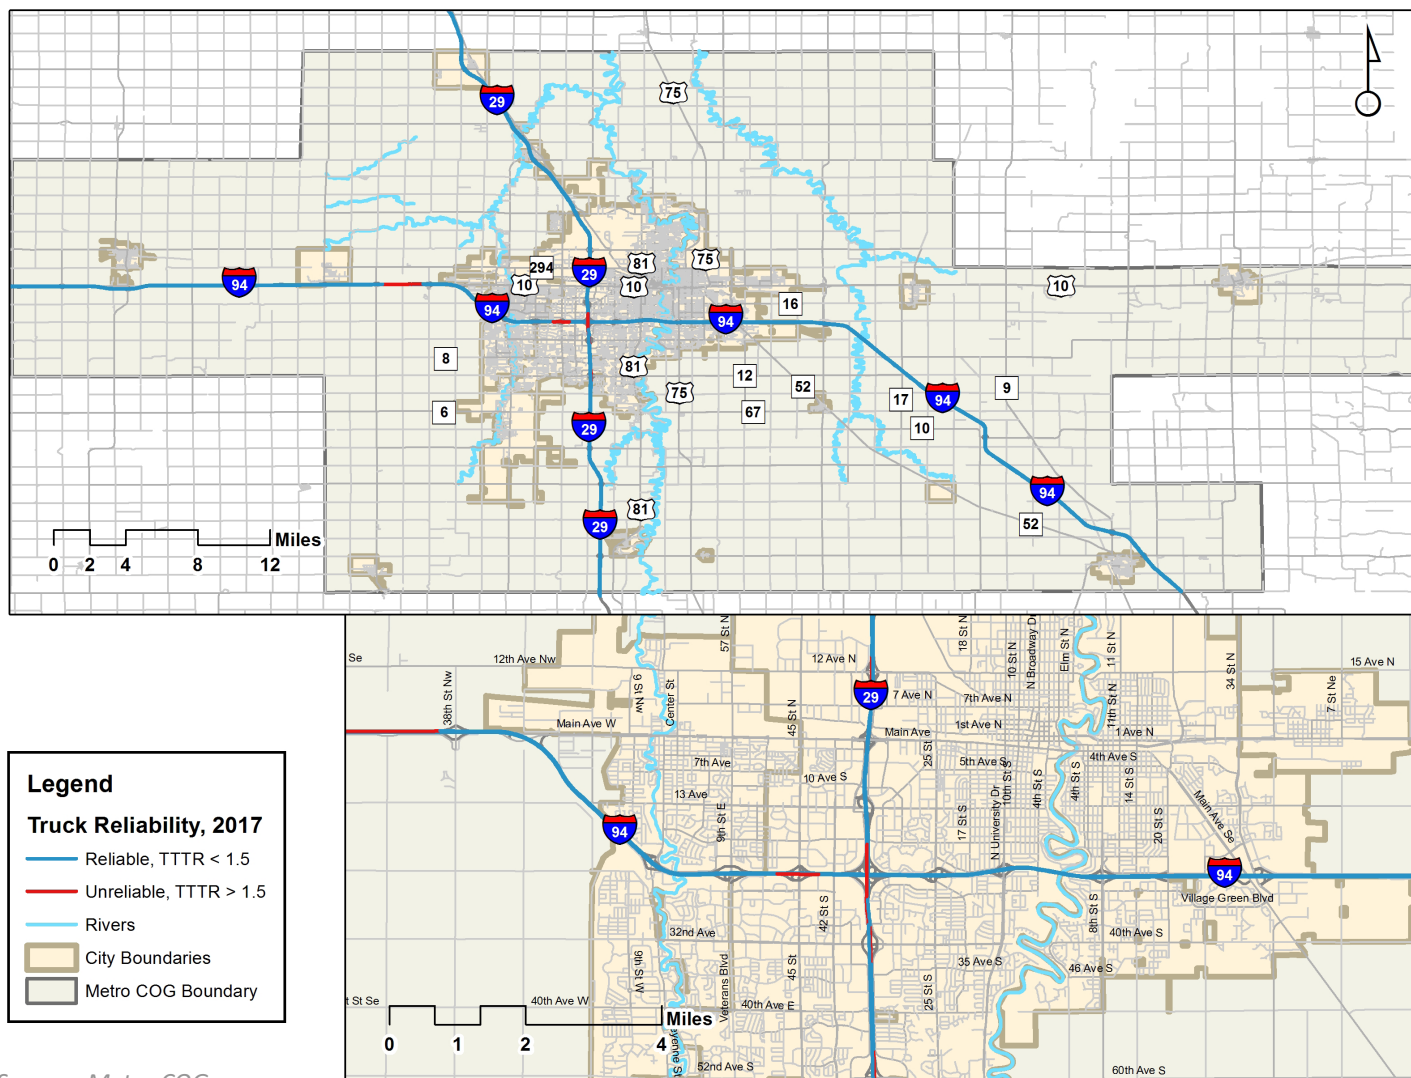 75
29
294
29
81
75
94
10
10
10
94
94
16
8
81
12
52
9
75
17
94
6
67
10
29
94
81
29
52
Miles
0 2 4 8 12
57 St N
18 St N
10 St N
N Broadway Dr
Elm St N
11 St N
34 St N
Se
12th Ave Nw
12 Ave N
15 Ave N
38th St Nw
9 St Nw
Center St
45 St N
29
7 Ave N
7th Ave N
11th St N
7 St Ne
Main Ave W
Main Ave
1st Ave N
1 Ave N
25 St S
7th Ave
10 Ave S
5th Ave S
4th Ave S
13 Ave
9th St E
17 St S
N University Dr
10th St S
4th St S
4th St S
14 St S
20 St S
Main Ave Se
94
94
Village Green Blvd
42 St S
8th St S
32nd Ave
40th Ave S
9th St W
Veterans Blvd
45 St
35 Ave S
25 St S
46 Ave S
t St Se
40th Ave W
40th Ave E
Miles
0 1 2 4
52nd Ave S
60th Ave S
Legend
Truck Reliability, 2017
Reliable, TTTR < 1.5
Unreliable, TTTR > 1.5
Rivers
City Boundaries
Metro COG Boundary